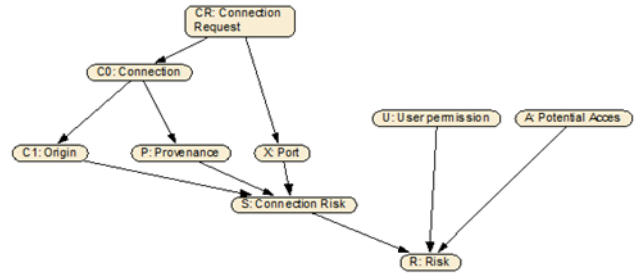 CR: Connection
Request
C0: Connection
U: User permission
A: Potential Acces
C1: Origin
P: Provenance
X: Port
S: Connection Risk
R: Risk